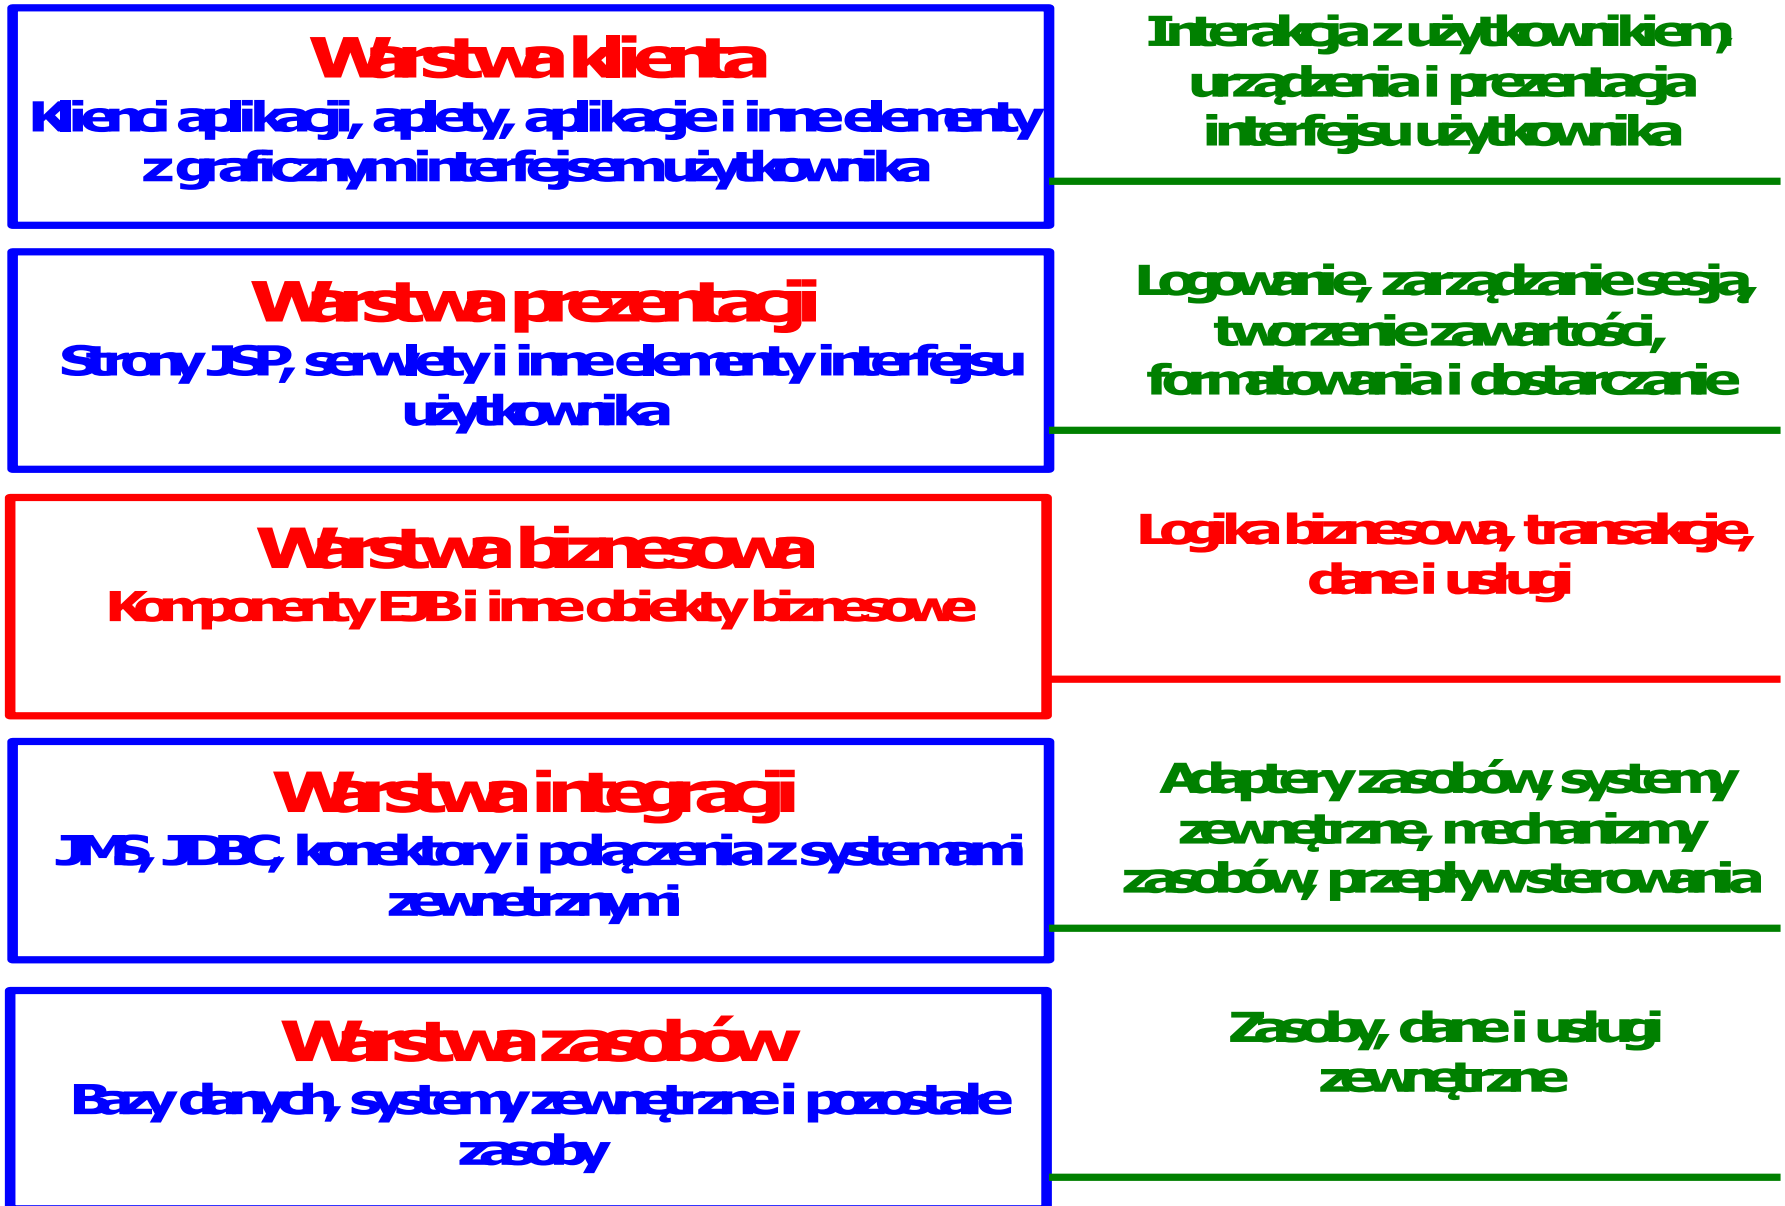 Warstwa klienta
Klienci aplikacji, aplety, aplikacje i inne elementy
z graficznym interfejsem użytkownika
Interakcja z użytkownikiem,
urządzenia i prezentacja
interfejsu użytkownika
Warstwa prezentacji
Strony JSP, serwlety i inne elementy interfejsu
użytkownika
Logowanie, zarządzanie sesją,
tworzenie zawartości,
formatowania i dostarczanie
Warstwa biznesowa
Komponenty EJB i inne obiekty biznesowe
Logika biznesowa, transakcje,
dane i usługi
Warstwa integracji
JMS, JDBC, konektory i połączenia z systemami
zewnetrznymi
Adaptery zasobów, systemy
zewnętrzne, mechanizmy
zasobów, przepływ sterowania
Warstwa zasobów
Bazy danych, systemy zewnętrzne i pozostałe
zasoby
Zasoby, dane i usługi
zewnętrzne